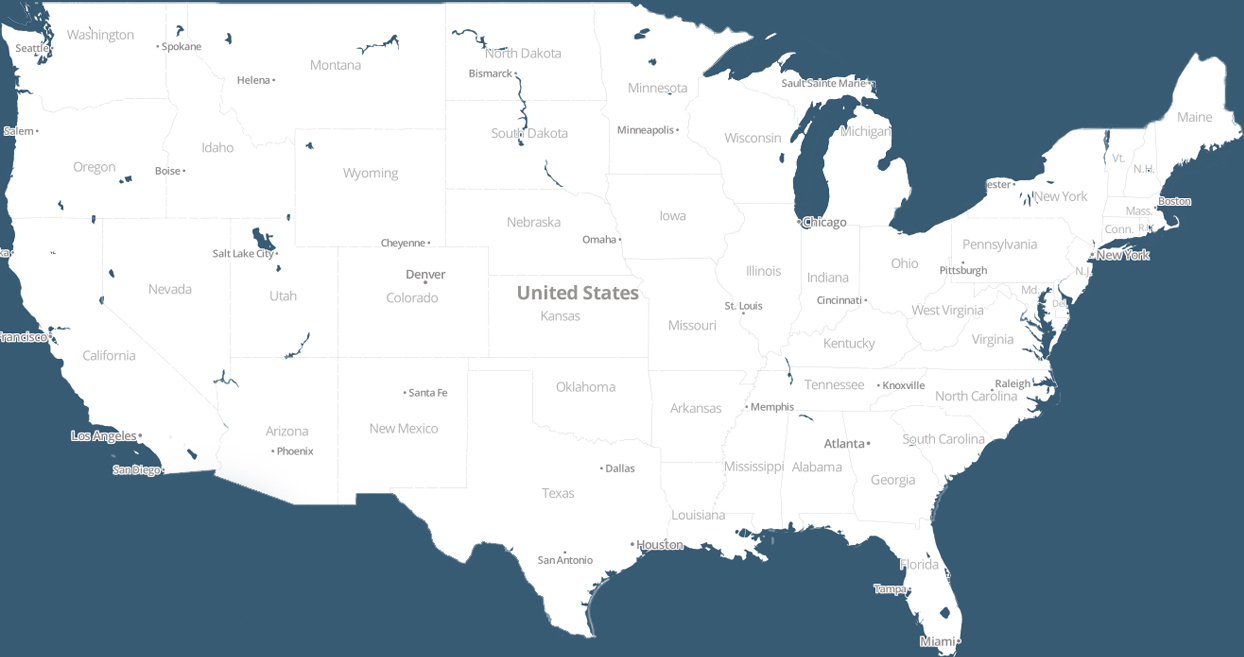 Washington
Seattle
Spokane
Montana
Helena
North Dakota
Bismarck
Minnesota
Sault Sainte Marie
Maine
Salem
Oregon
Idaho
Boise
Wyoming
South Dakota
Minneapolis
Wisconsin
Michigan
Vt.
N.H.
ester
New York
Boston
Mass.
Conn.
R.I.
Nebraska
Iowa
Omaha
Chicago
Cheyenne
Salt Lake City
ka
Pennsylvania
New York
Pittsburgh
N.J.
Nevada
Utah
Denver
Colorado
United States
Kansas
Illinois
Indiana
Ohio
Cincinnati
St. Louis
Md.
De.
West Virginia
Virginia
Francisco
California
Missouri
Kentucky
Santa Fe
Oklahoma
Tennessee
Knoxville
Raleigh
North Carolina
Arkansas
Memphis
Los Angeles
San Diego
Arizona
Phoenix
New Mexico
Dallas
Texas
Atlanta
South Carolina
Mississippi
Alabama
Georgia
Louisiana
Houston
San Antonio
Florida
Tampa
Miami